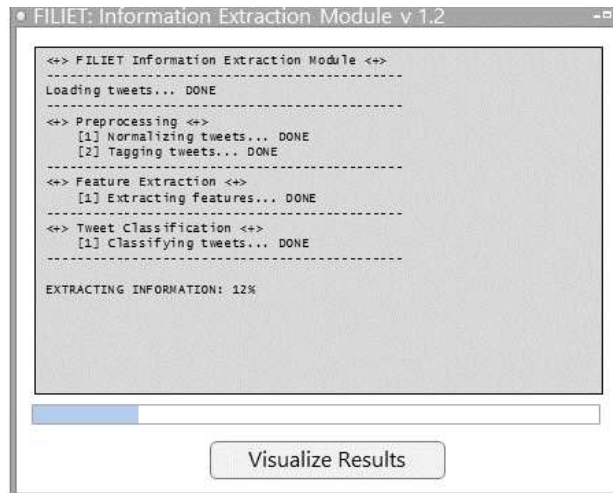 FILIET: Information Extraction Module v 1.2
<+> FILIET Information Extraction Module <+>
-----------------------------------------
Loading tweets... DONE
-----------------------------------------
<+> Preprocessing <+>
[1] Normalizing tweets... DONE
[2] Tagging tweets... DONE
-----------------------------------------
<+> Feature Extraction <+>
[1] Extracting features... DONE
-----------------------------------------
<+> Tweet Classification <+>
[1] Classifying tweets... DONE
-----------------------------------------
EXTRACTING INFORMATION: 12%
Visualize Results